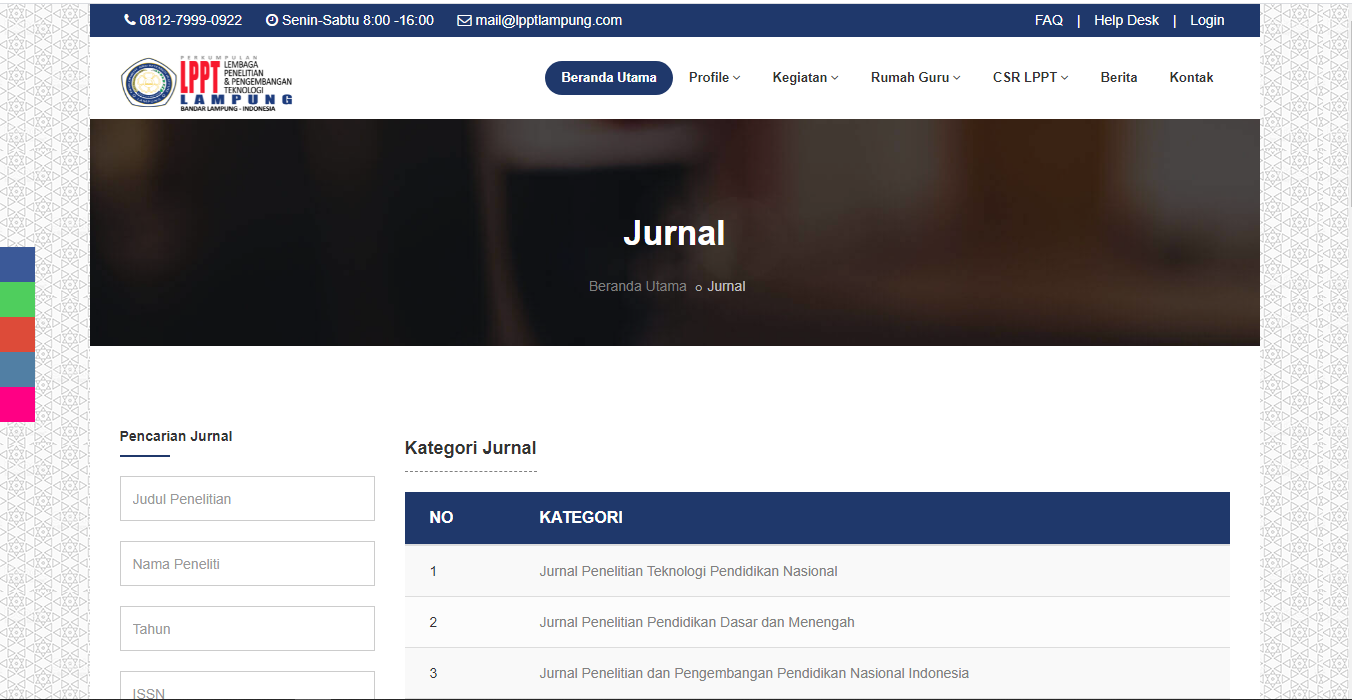 0812-7999-0922 Senin-Sabtu 8:00 -16:00 mail@lpptlampung.com FAQ | Help Desk | Login
PERKUMPULAN
LPPT LEMBAGA
PENELITIAN
& PENGEMBANGAN
TEKNOLOGI
LAMPUNG
BANDAR LAMPUNG - INDONESIA
Beranda Utama Profile Kegiatan Rumah Guru CSR LPPT Berita Kontak
Jurnal
Beranda Utama Jurnal
Pencarian Jurnal
Judul Penelitian
Nama Peneliti
Tahun
ISSN
Kategori Jurnal
NO KATEGORI
1 Jurnal Penelitian Teknologi Pendidikan Nasional
2 Jurnal Penelitian Pendidikan Dasar dan Menengah
3 Jurnal Penelitian dan Pengembangan Pendidikan Nasional Indonesia